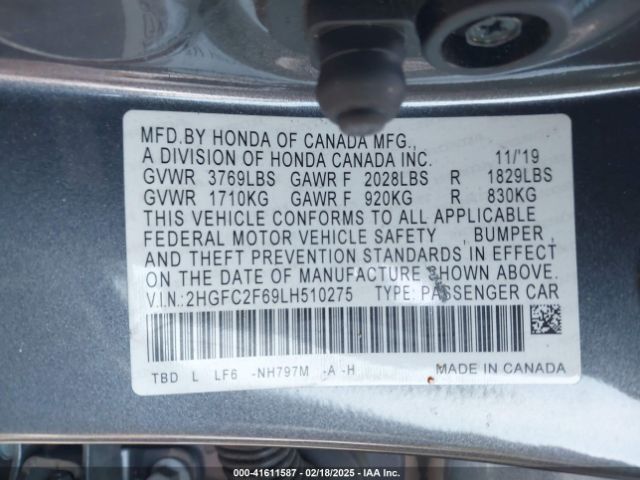 MFD.BY HONDA OF CANADA MFG.,
A DIVISION OF HONDA CANADA INC. 11/'19
GVWR 3769LBS GAWR F 2028LBS R 1829LBS
GVWR 1710KG GAWR F 920KG R 830KG
THIS VEHICLE CONFORMS TO ALL APPLICABLE
FEDERAL MOTOR VEHICLE SAFETY , BUMPER ,
AND THEFT PREVENTION STANDARDS IN EFFECT
ON THE DATE OF MANUFACTURE SHOWN ABOVE.
V.I.N.:2HGFC2F69LH510275 TYPE: PASSENGER CAR
TBD L LF6 -NH797M -A -H MADE IN CANADA
000-41611587 - 02/18/2025 - IAA Inc.